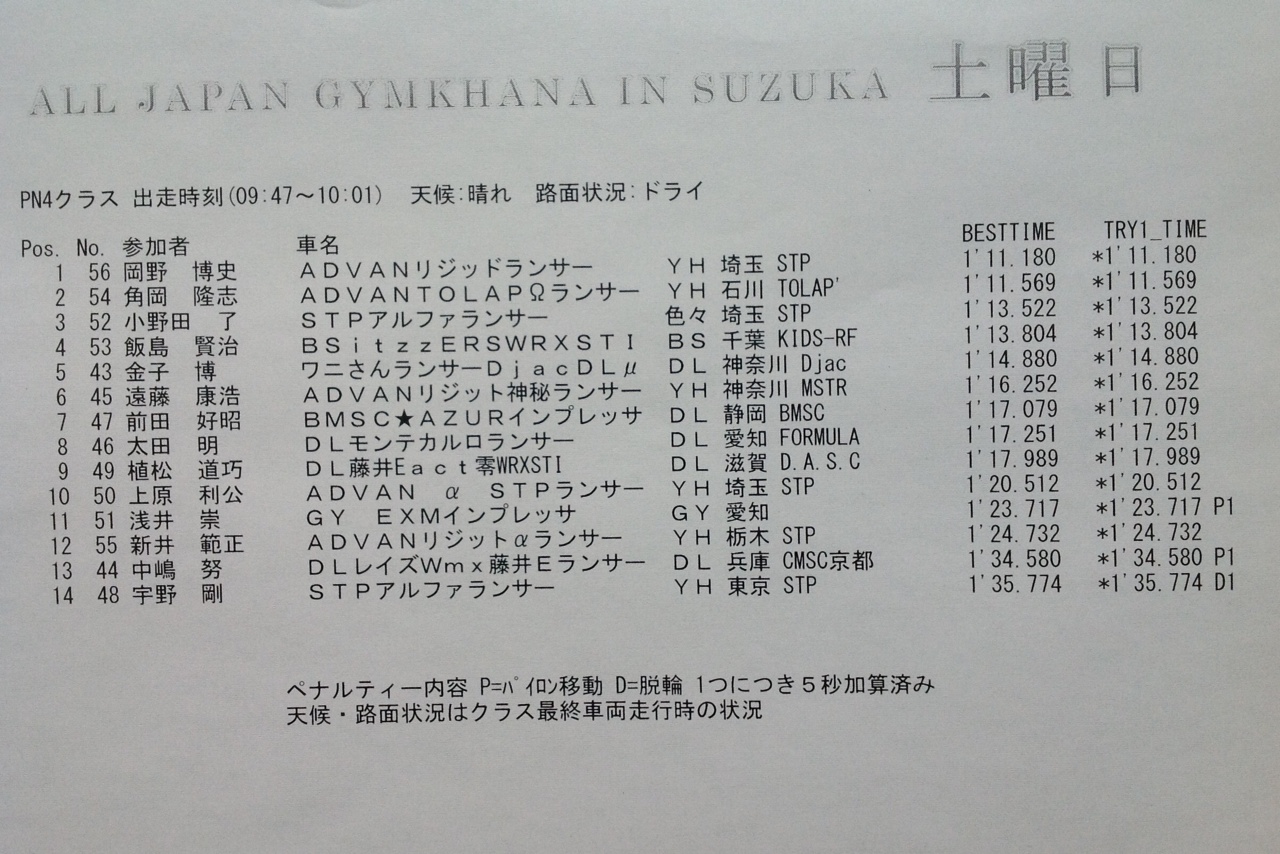 ALL JAPAN GYMKHANA IN SUZUKA 土曜日
PN4クラス 出走時刻(09:47～10:01) 天候:晴れ 路面状況:ドライ
Pos. No. 参加者 車名 BESTTIME TRY1_TIME
1 56 岡野 博史 ADVANリジッドランサー YH 埼玉 STP 1'11.180 *1'11.180
2 54 角岡 隆志 ADVANTOLAPΩランサー YH 石川 TOLAP' 1'11.569 *1'11.569
3 52 小野田 了 STPアルファランサー 色々 埼玉 STP 1'13.522 *1'13.522
4 53 飯島 賢治 BSitzzERSWRXSTI BS 千葉 KIDS-RF 1'13.804 *1'13.804
5 43 金子 博 ワニさんランサーDjacDLμ DL 神奈川 Djac 1'14.880 *1'14.880
6 45 遠藤 康浩 ADVANリジット神秘ランサー YH 神奈川 MSTR 1'16.252 *1'16.252
7 47 前田 好昭 BMSC★AZURインプレッサ DL 静岡 BMSC 1'17.079 *1'17.079
8 46 太田 明 DLモンテカルロランサー DL 愛知 FORMULA 1'17.251 *1'17.251
9 49 植松 道巧 DL藤井Eact零WRXSTI DL 滋賀 D.A.S.C 1'17.989 *1'17.989
10 50 上原 利公 ADVAN α STPランサー YH 埼玉 STP 1'20.512 *1'20.512
11 51 浅井 崇 GY EXMインプレッサ GY 愛知 1'23.717 *1'23.717 P1
12 55 新井 範正 ADVANリジットαランサー YH 栃木 STP 1'24.732 *1'24.732
13 44 中嶋 努 DLレイズWmx藤井Eランサー DL 兵庫 CMSC京都 1'34.580 *1'34.580 P1
14 48 宇野 剛 STPアルファランサー YH 東京 STP 1'35.774 *1'35.774 D1
ペナルティー内容 P=ﾊﾟｲﾛﾝ移動 D=脱輪 1つにつき５秒加算済み
天候・路面状況はクラス最終車両走行時の状況